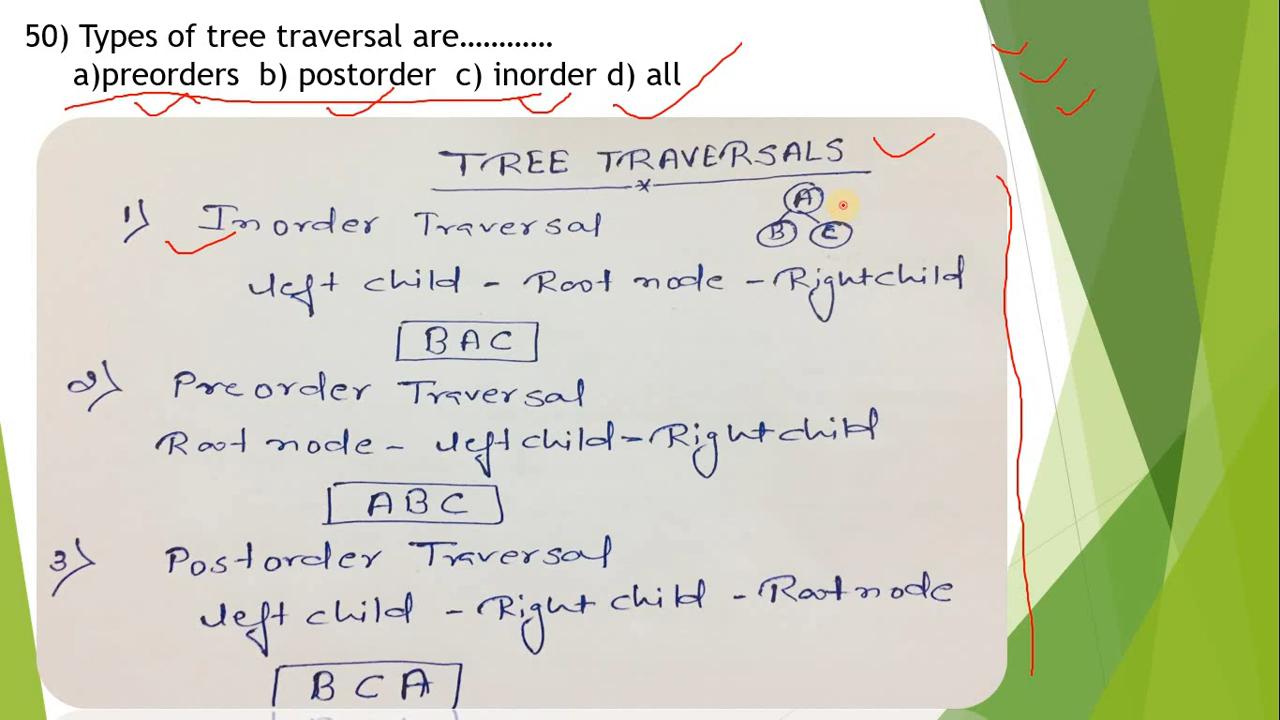 50) Types of tree traversal are............
a)preorders b) postorder c) inorder d) all
TREE TRAVERSALS
A
B C
1) Inorder Traversal
left child - Root node - Right child
BAC
2) Preorder Traversal
Root node - left child - Right child
ABC
3) Postorder Traversal
left child - Right child - Root node
BCA